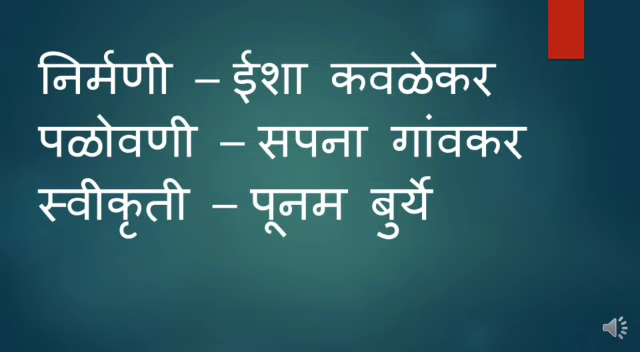 निर्मणी – ईशा कवळेकर
पळोवणी – सपना गांवकर
स्वीकृती – पूनम बुर्ये